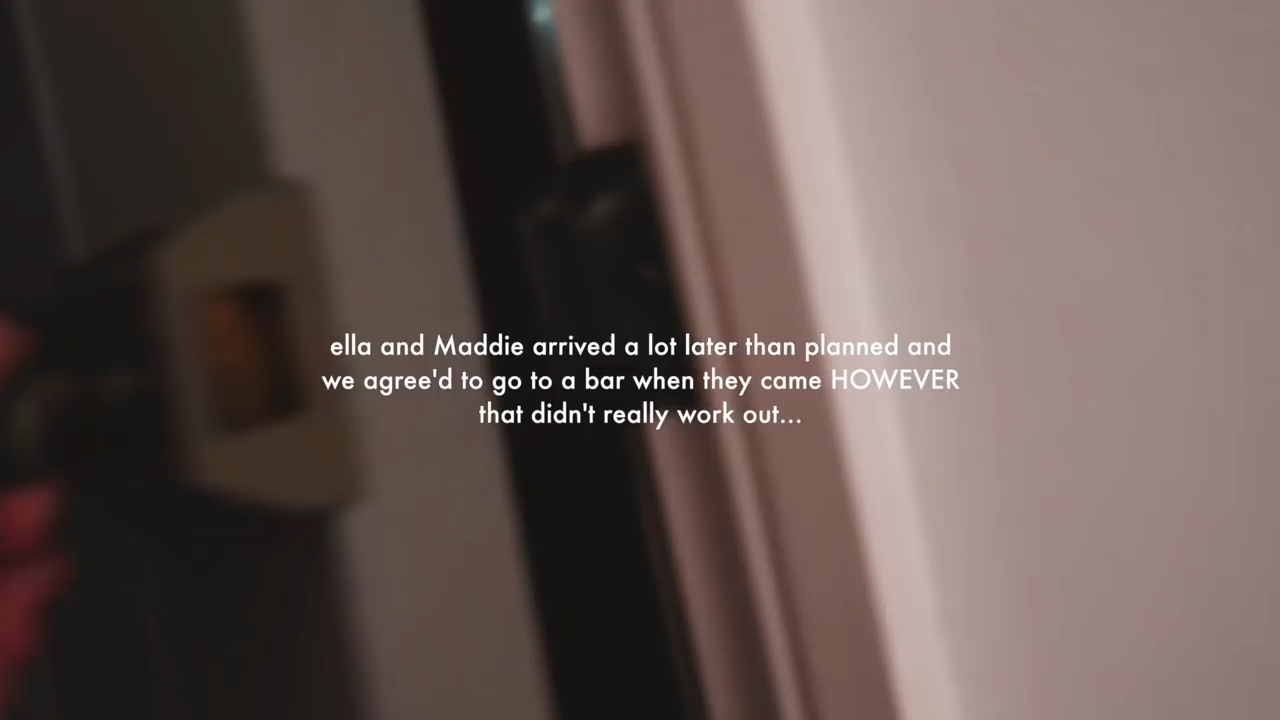 ella and Maddie arrived a lot later than planned and
we agree'd to go to a bar when they came HOWEVER
that didn't really work out...